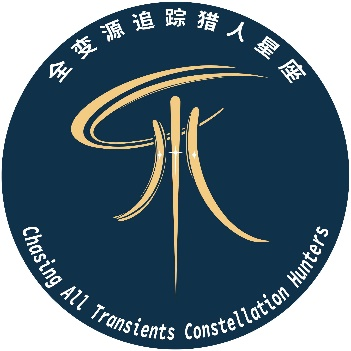 全变源追踪猎人星座
Chasing All Transients Constellation Hunters